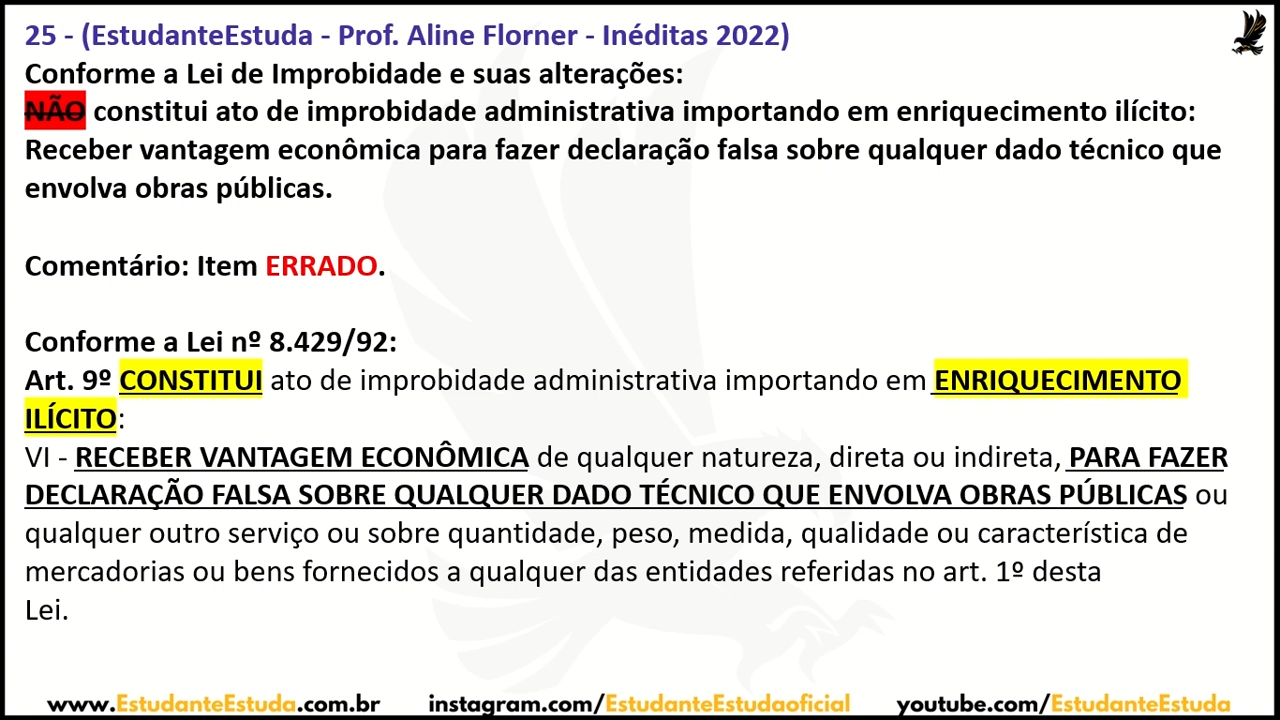 25 - (EstudanteEstuda - Prof. Aline Florner - Inéditas 2022)
Conforme a Lei de Improbidade e suas alterações:
NÃO constitui ato de improbidade administrativa importando em enriquecimento ilícito:
Receber vantagem econômica para fazer declaração falsa sobre qualquer dado técnico que
envolva obras públicas.
Comentário: Item ERRADO.
Conforme a Lei nº 8.429/92:
Art. 9º CONSTITUI ato de improbidade administrativa importando em ENRIQUECIMENTO
ILÍCITO:
VI - RECEBER VANTAGEM ECONÔMICA de qualquer natureza, direta ou indireta, PARA FAZER
DECLARAÇÃO FALSA SOBRE QUALQUER DADO TÉCNICO QUE ENVOLVA OBRAS PÚBLICAS ou
qualquer outro serviço ou sobre quantidade, peso, medida, qualidade ou característica de
mercadorias ou bens fornecidos a qualquer das entidades referidas no art. 1º desta
Lei.
www.EstudanteEstuda.com.br instagram.com/EstudanteEstudaoficial youtube.com/EstudanteEstuda